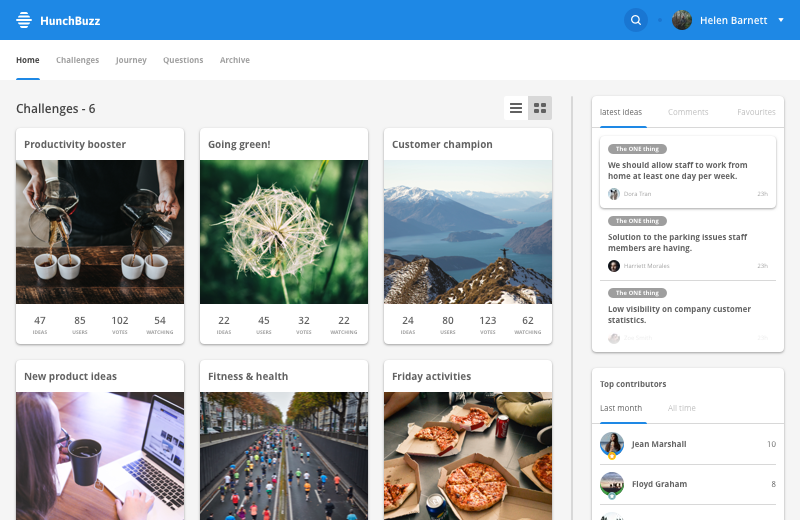 HunchBuzz
Helen Barnett
Home Challenges Journey Questions Archive
Challenges - 6
Productivity booster
47 85 102 54
IDEAS USERS VOTES WATCHING
Going green!
22 45 32 22
IDEAS USERS VOTES WATCHING
Customer champion
24 80 123 62
IDEAS USERS VOTES WATCHING
New product ideas
Fitness & health
Friday activities
latest ideas Comments Favourites
The ONE thing
We should allow staff to work from
home at least one day per week.
Dora Tran 23h
The ONE thing
Solution to the parking issues staff
members are having.
Harriett Morales 23h
The ONE thing
Low visibility on company customer
statistics.
Top contributors
Last month All time
Jean Marshall 10
Floyd Graham 8